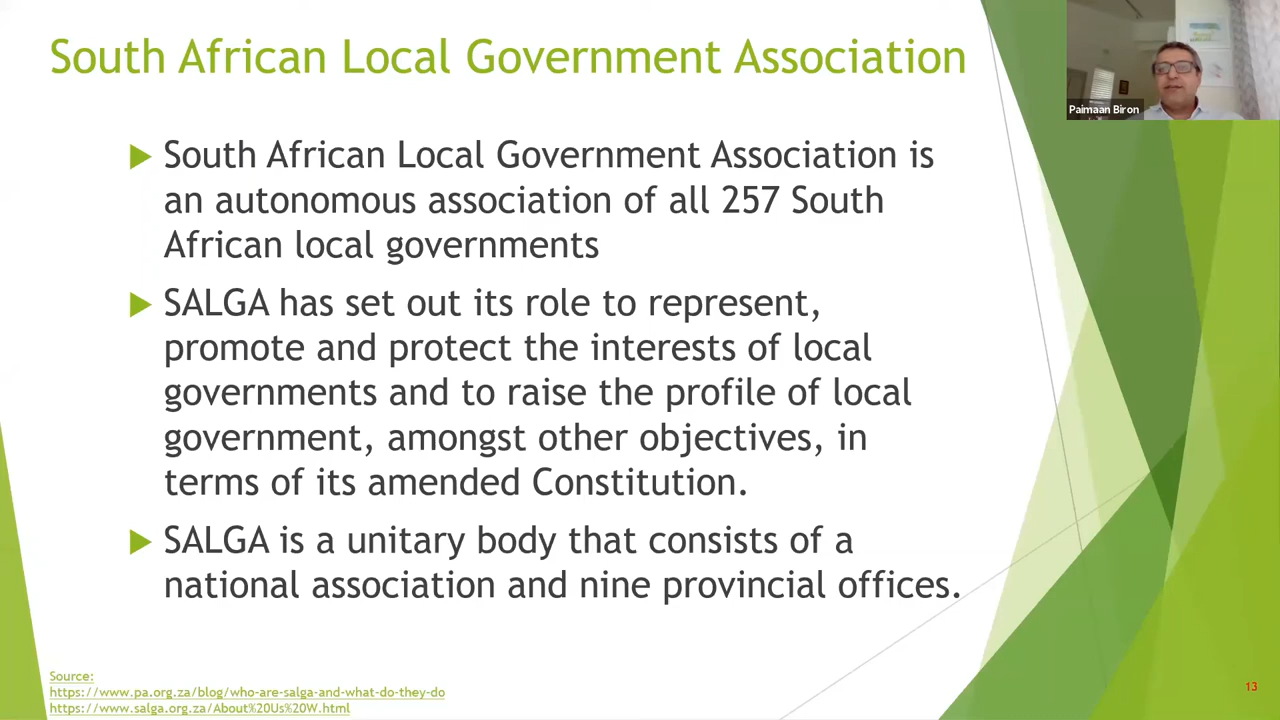 South African Local Government Association
Paimaan Biron
South African Local Government Association is
an autonomous association of all 257 South
African local governments
SALGA has set out its role to represent,
promote and protect the interests of local
governments and to raise the profile of local
government, amongst other objectives, in
terms of its amended Constitution.
SALGA is a unitary body that consists of a
national association and nine provincial offices.
Source:
https://www.pa.org.za/blog/who-are-salga-and-what-do-they-do
https://www.salga.org.za/About%20Us%20W.html
13